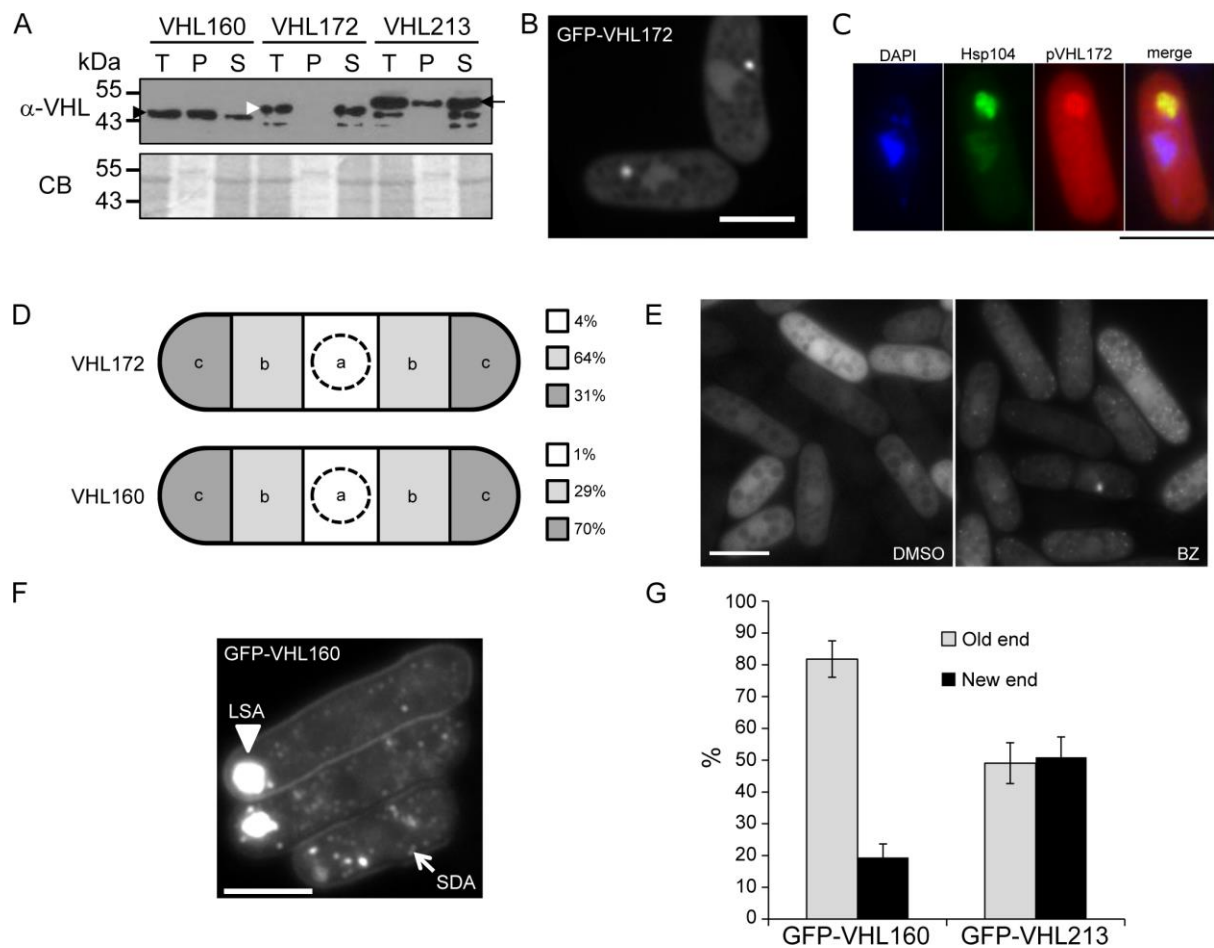 A
VHL160 VHL172 VHL213
T P S T P S T P S
kDa
55
43
α-VHL
55
43
CB
B
GFP-VHL172
C
DAPI Hsp104 pVHL172 merge
D
VHL172
c b a b c
4%
64%
31%
VHL160
c b a b c
1%
29%
70%
E
DMSO BZ
F
GFP-VHL160
LSA
SDA
G
100
90
80
70
60
50
40
30
20
10
0
%
Old end
New end
GFP-VHL160 GFP-VHL213